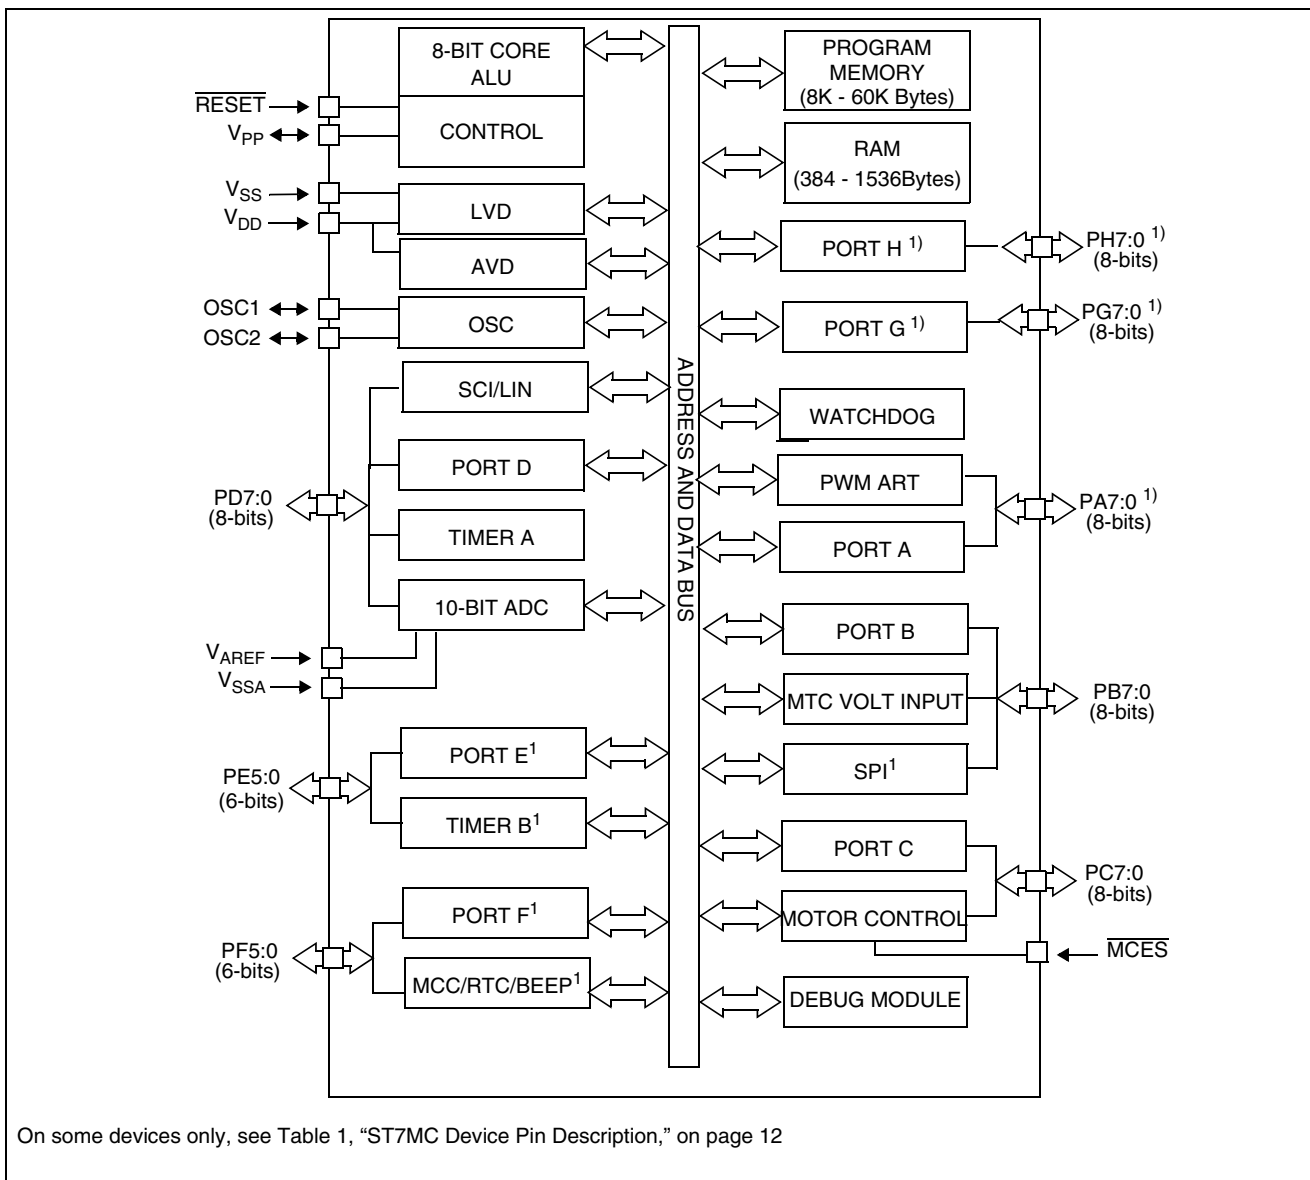 8-BIT CORE
ALU
CONTROL
RESET
VPP
VSS
VDD
LVD
AVD
OSC1
OSC2
OSC
SCI/LIN
PORT D
PD7:0
(8-bits)
TIMER A
10-BIT ADC
VAREF
VSSA
PORT E1
PE5:0
(6-bits)
TIMER B1
PORT F1
PF5:0
(6-bits)
MCC/RTC/BEEP1
ADDRESS AND DATA BUS
PROGRAM
MEMORY
(8K - 60K Bytes)
RAM
(384 - 1536Bytes)
PORT H 1)
PH7:0 1)
(8-bits)
PORT G 1)
PG7:0 1)
(8-bits)
WATCHDOG
PWM ART
PA7:0 1)
(8-bits)
PORT A
PORT B
MTC VOLT INPUT
PB7:0
(8-bits)
SPI1
PORT C
PC7:0
(8-bits)
MOTOR CONTROL
MCES
DEBUG MODULE
On some devices only, see Table 1, “ST7MC Device Pin Description,” on page 12